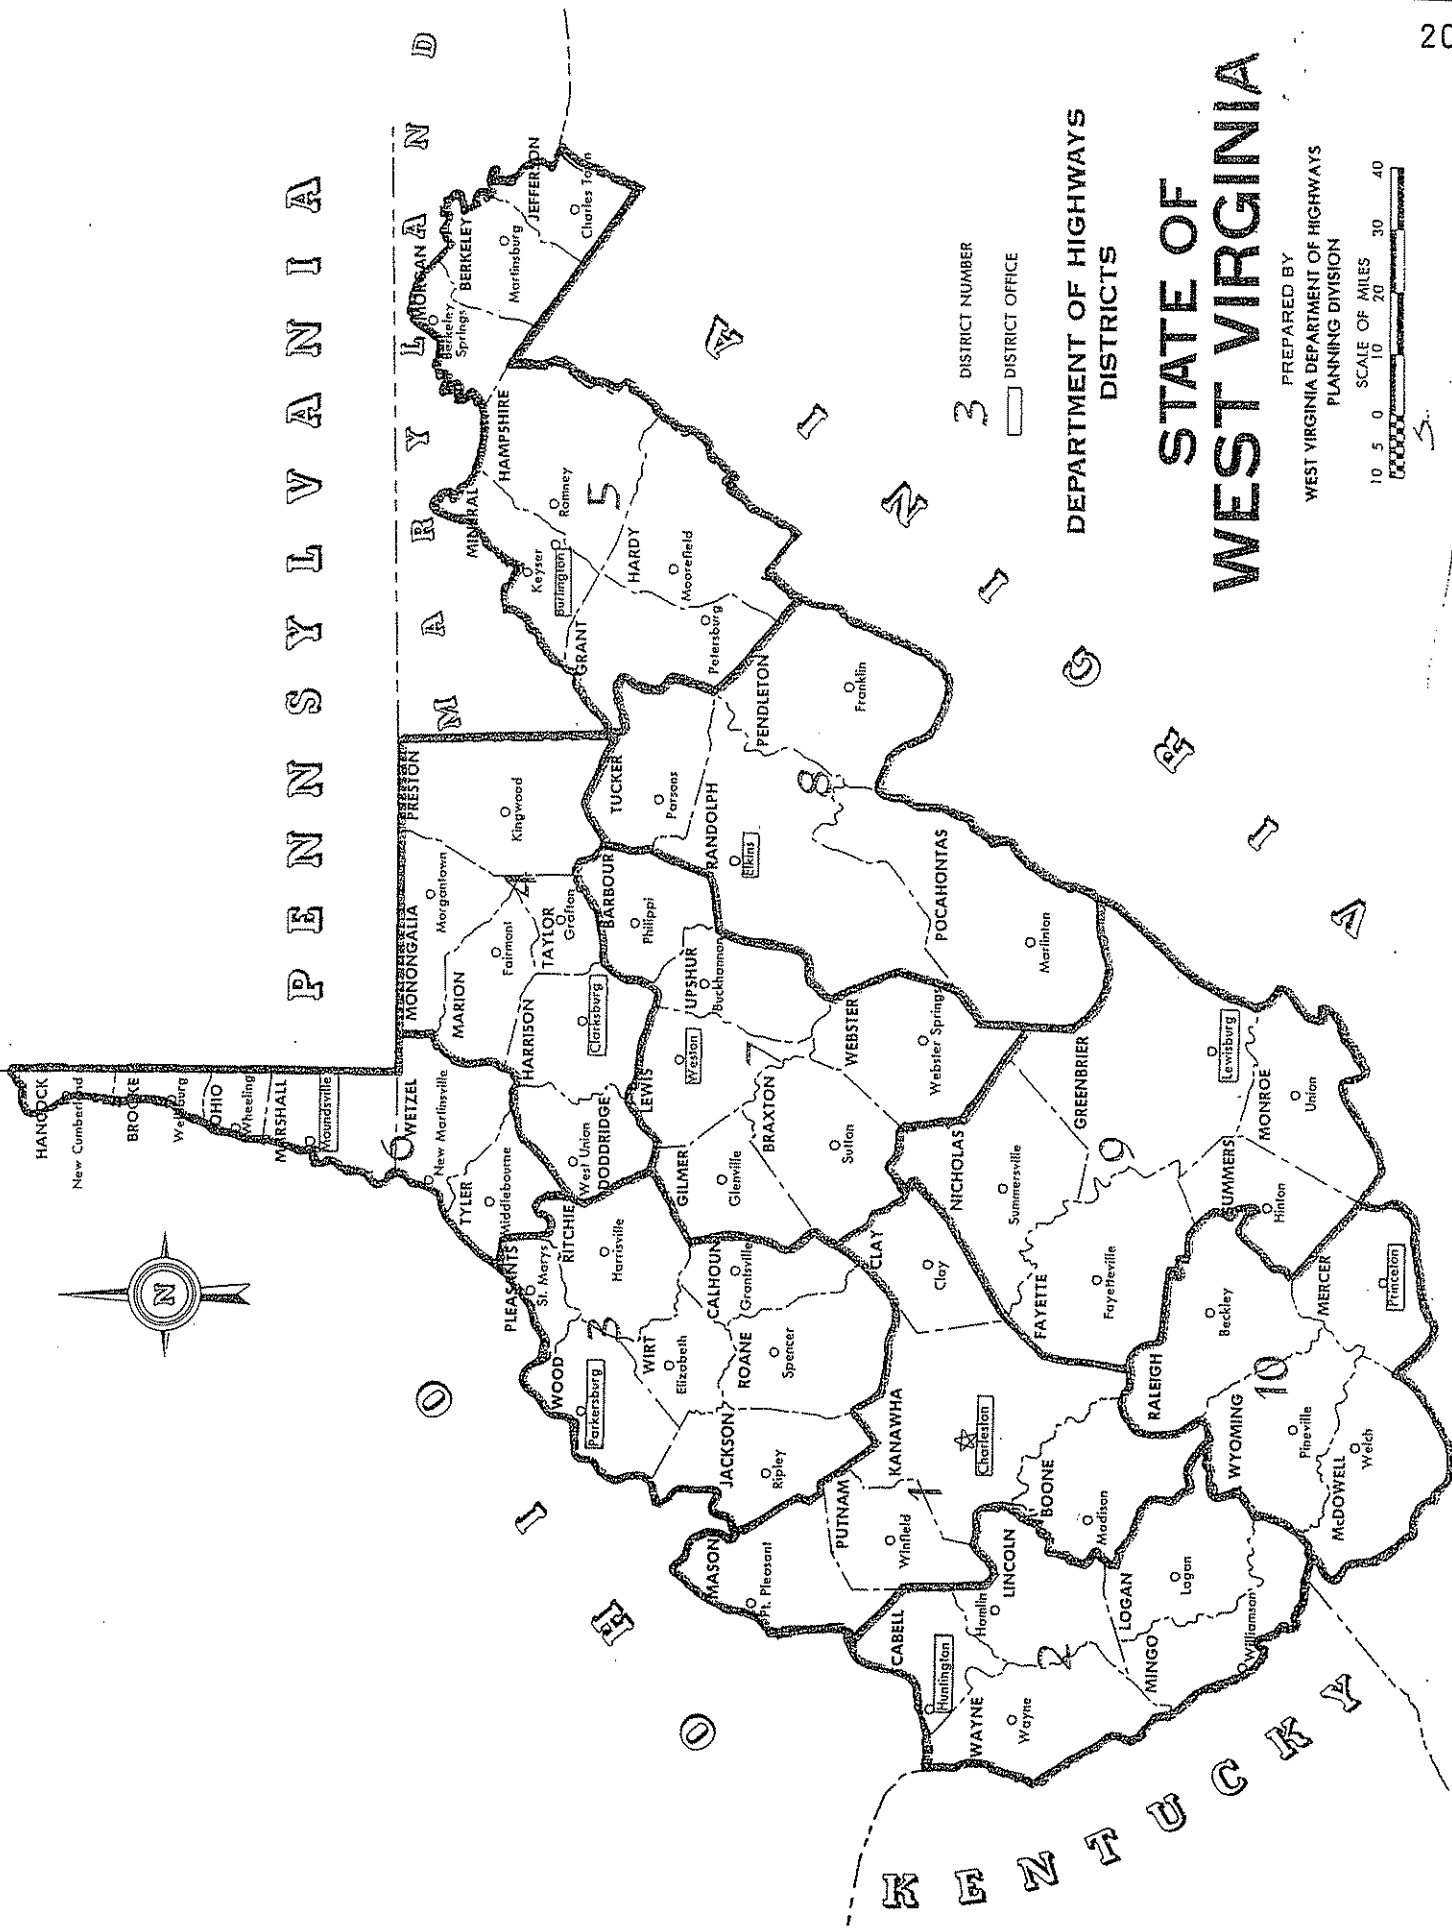 20
PENNSYLVANIA
MARYLAND
VIRGINIA
OHIO
KENTUCKY
N
HANCOCK
New Cumberland
BROOKE
Wellsburg
OHIO
Wheeling
MARSHALL
Moundsville
6
WETZEL
New Martinsville
TYLER
Middlebourne
PLEASANTS
St. Marys
RITCHIE
Harrisville
WOOD
Parkersburg
3
WIRT
Elizabeth
CALHOUN
Grantsville
ROANE
Spencer
JACKSON
Ripley
MONONGALIA
Morgantown
MARION
Fairmont
PRESTON
Kingwood
4
TAYLOR
Grafton
HARRISON
Clarksburg
DODDRIDGE
West Union
BARBOUR
Philippi
UPSHUR
Buckhannon
LEWIS
Weston
GILMER
Glenville
BRAXTON
Sutton
7
WEBSTER
Webster Springs
TUCKER
Parsons
RANDOLPH
Elkins
PENDLETON
Franklin
8
POCAHONTAS
Marlinton
GRANT
Petersburg
HARDY
Moorefield
MINERAL
Keyser
Burlington
HAMPSHIRE
Romney
5
MORGAN
Berkeley
Springs
BERKELEY
Martinsburg
JEFFERSON
Charles Town
MASON
Pt. Pleasant
PUTNAM
Winfield
KANAWHA
Charleston
1
CLAY
Clay
BOONE
Madison
CABELL
Huntington
LINCOLN
Hamlin
WAYNE
Wayne
2
LOGAN
Logan
MINGO
Williamson
NICHOLAS
Summersville
GREENBRIER
Lewisburg
9
FAYETTE
Fayetteville
SUMMERS
Hinton
MONROE
Union
RALEIGH
Beckley
10
WYOMING
Pineville
McDOWELL
Welch
MERCER
Princeton
3 DISTRICT NUMBER
DISTRICT OFFICE
DEPARTMENT OF HIGHWAYS
DISTRICTS
STATE OF
WEST VIRGINIA
PREPARED BY
WEST VIRGINIA DEPARTMENT OF HIGHWAYS
PLANNING DIVISION
SCALE OF MILES
10 5 0 10 20 30 40
5.